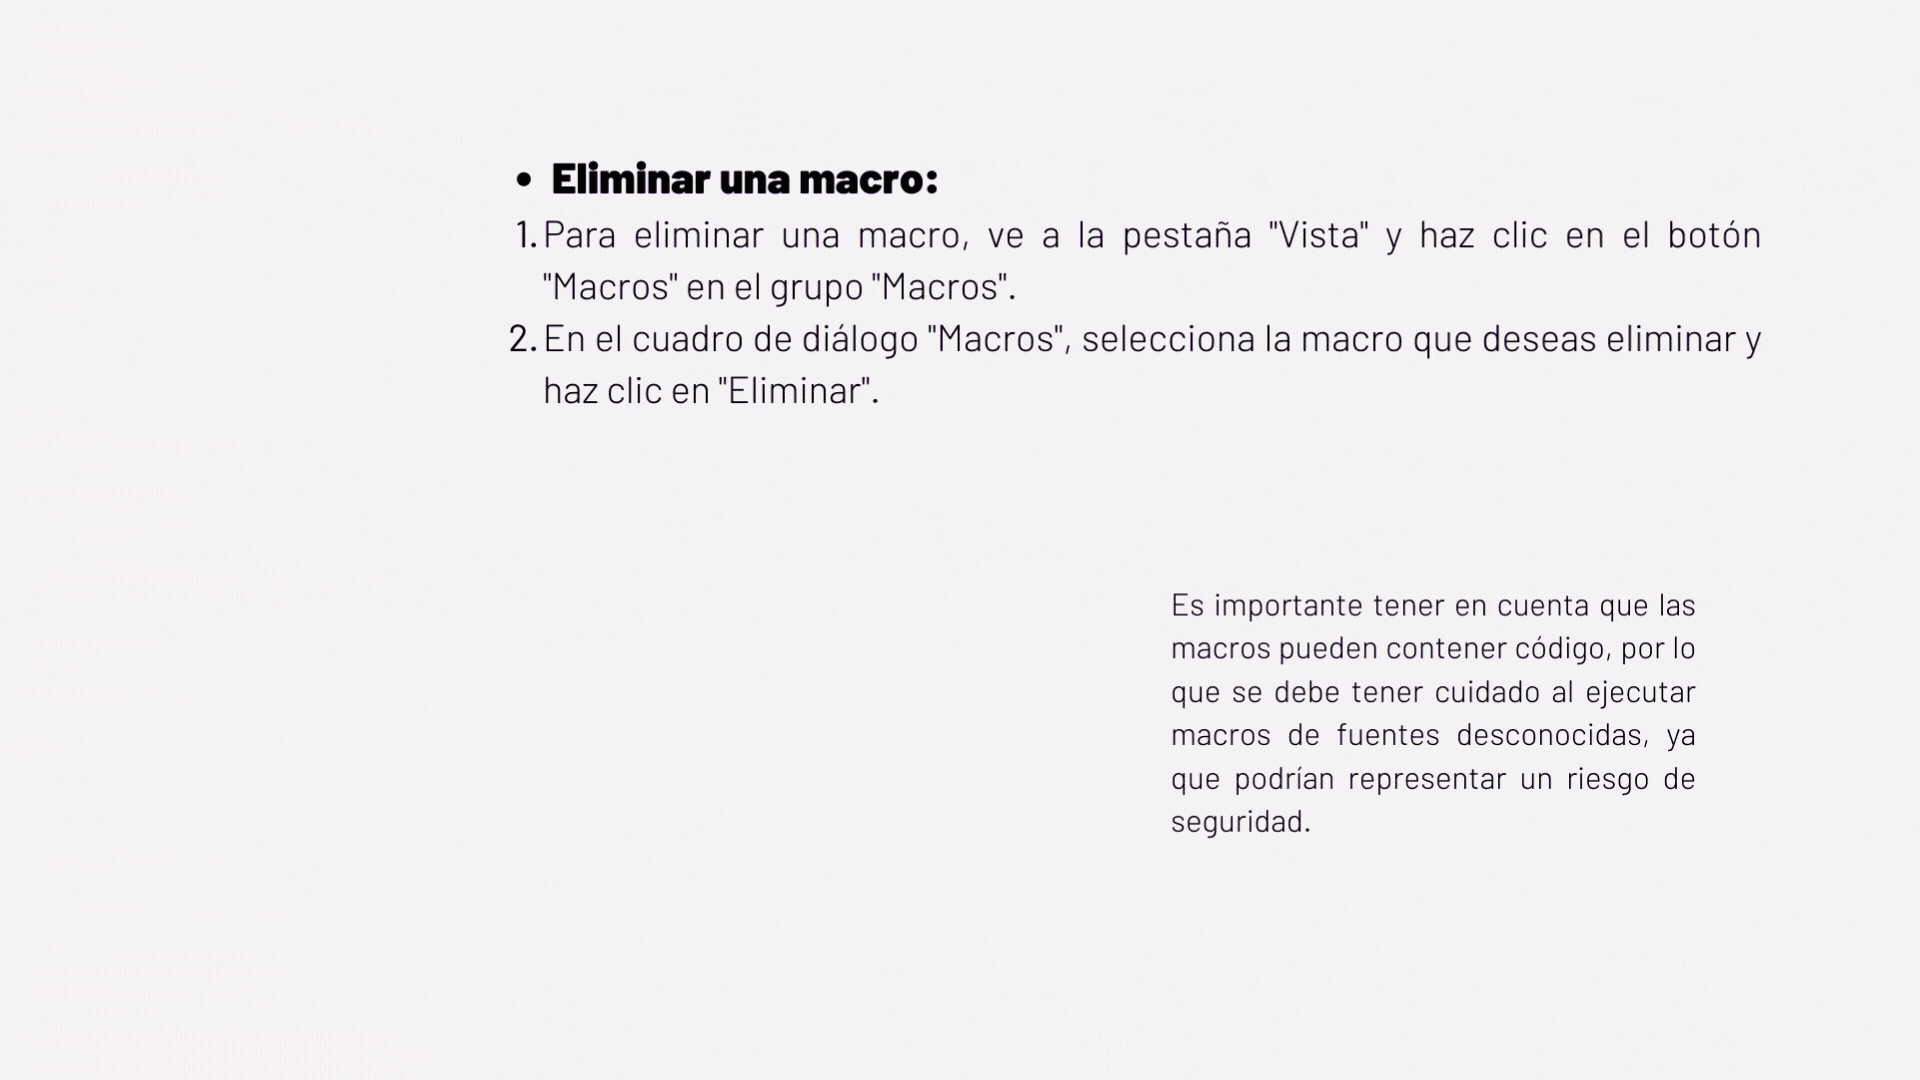 • Eliminar una macro:
1. Para eliminar una macro, ve a la pestaña "Vista" y haz clic en el botón
"Macros" en el grupo "Macros".
2. En el cuadro de diálogo "Macros", selecciona la macro que deseas eliminar y
haz clic en "Eliminar".
Es importante tener en cuenta que las
macros pueden contener código, por lo
que se debe tener cuidado al ejecutar
macros de fuentes desconocidas, ya
que podrían representar un riesgo de
seguridad.